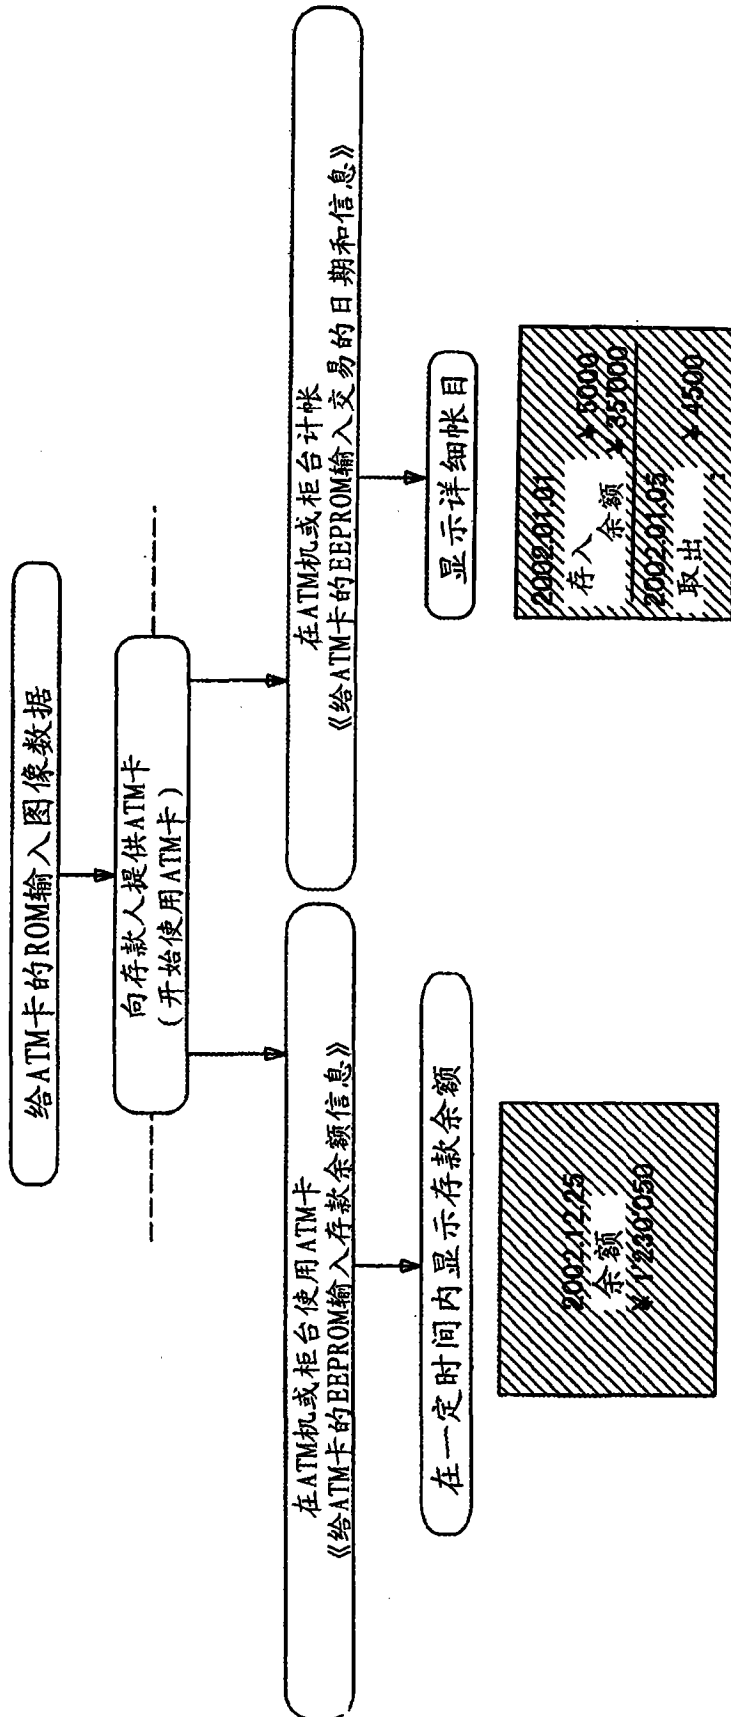 给ATM卡的ROM输入图像数据
向存款人提供ATM卡
(开始使用ATM卡)
在ATM机或柜台使用ATM卡
《给ATM卡的EEPROM输入存款余额信息》
在一定时间内显示存款余额
2002.12.25
余额
¥1'230'050
在ATM机或柜台计帐
《给ATM卡的EEPROM输入交易的日期和信息》
显示详细帐目
2002.01.01
存入 ¥5000
余额 ¥35'000
2002.01.05
取出 ¥4500